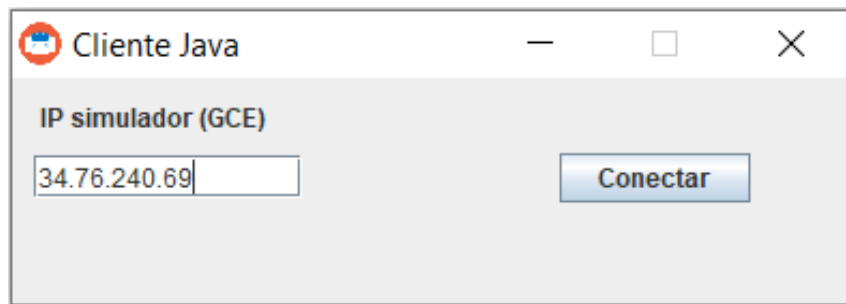 Cliente Java
IP simulador (GCE)
34.76.240.69
Conectar